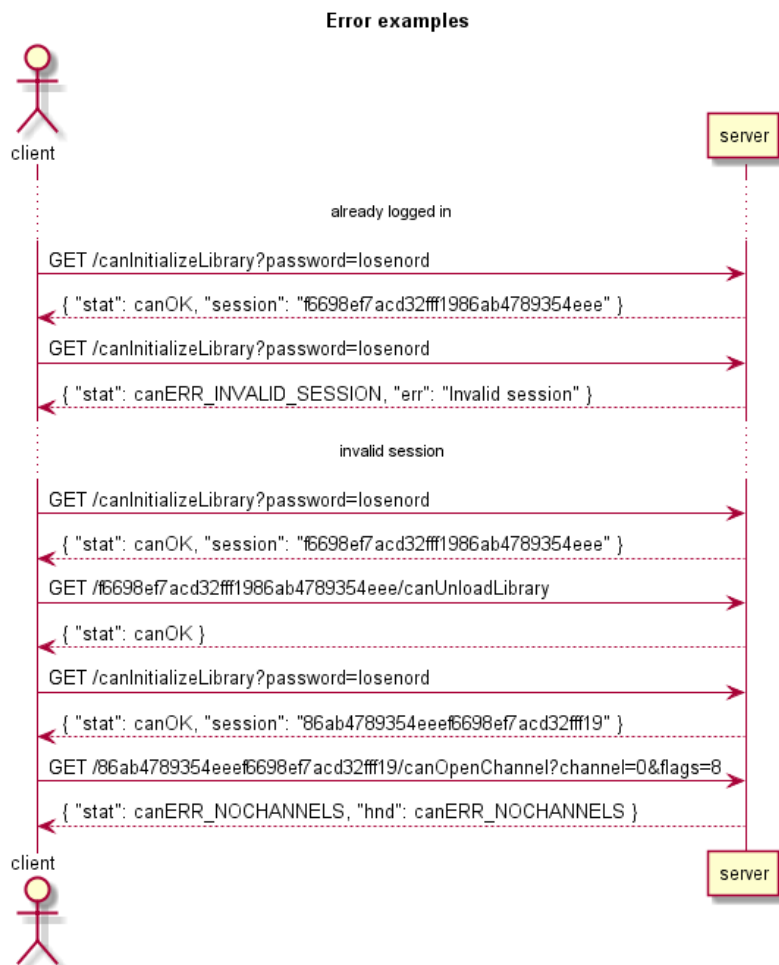 Error examples
client
server
already logged in
GET /canInitializeLibrary?password=losenord
{ "stat": canOK, "session": "f6698ef7acd32fff1986ab4789354eee" }
GET /canInitializeLibrary?password=losenord
{ "stat": canERR_INVALID_SESSION, "err": "Invalid session" }
invalid session
GET /canInitializeLibrary?password=losenord
{ "stat": canOK, "session": "f6698ef7acd32fff1986ab4789354eee" }
GET /f6698ef7acd32fff1986ab4789354eee/canUnloadLibrary
{ "stat": canOK }
GET /canInitializeLibrary?password=losenord
{ "stat": canOK, "session": "86ab4789354eeef6698ef7acd32fff19" }
GET /86ab4789354eeef6698ef7acd32fff19/canOpenChannel?channel=0&flags=8
{ "stat": canERR_NOCHANNELS, "hnd": canERR_NOCHANNELS }
client
server